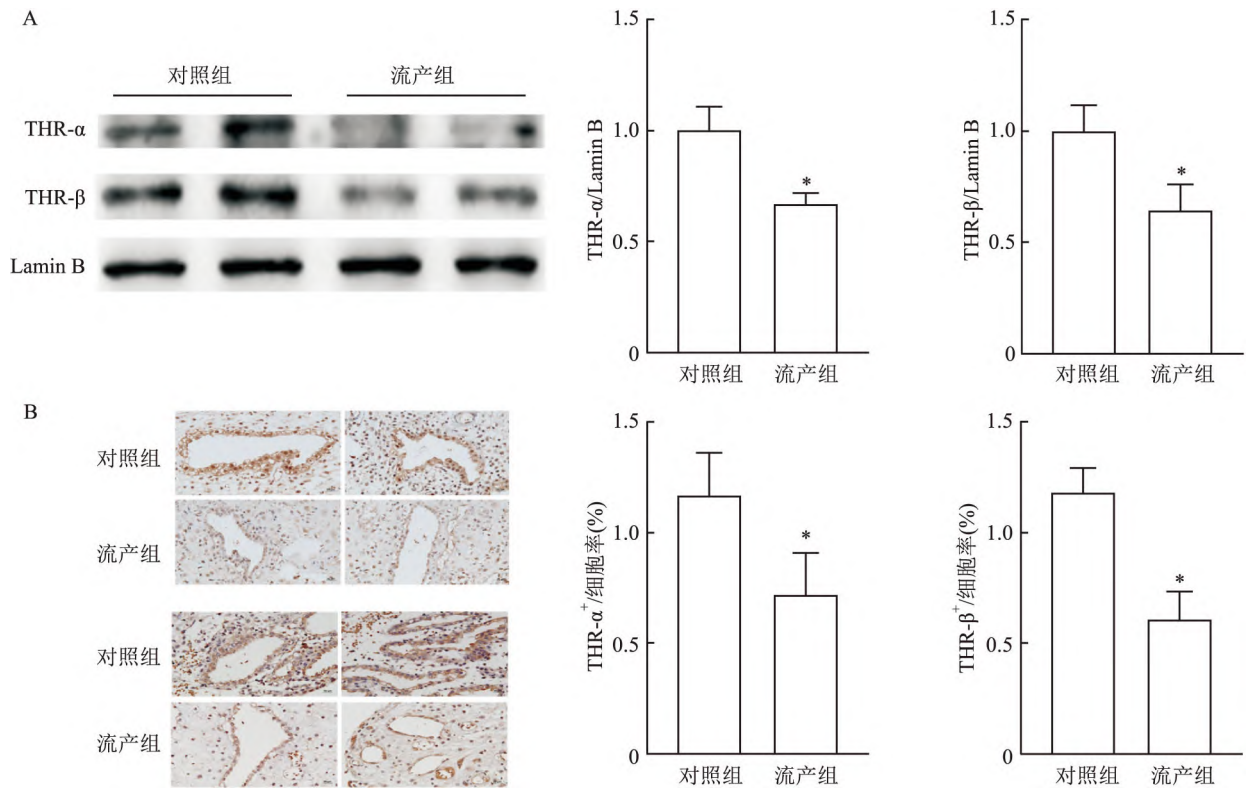 A
对照组 流产组
THR-α
THR-β
Lamin B
THR-α/Lamin B
1.5
1.0
*
0.5
0
对照组 流产组
THR-β/Lamin B
1.5
1.0
*
0.5
0
对照组 流产组
B
对照组
流产组
对照组
流产组
THR-α+/细胞率(%)
1.5
1.0
*
0.5
0
对照组 流产组
THR-β+/细胞率(%)
1.5
1.0
*
0.5
0
对照组 流产组